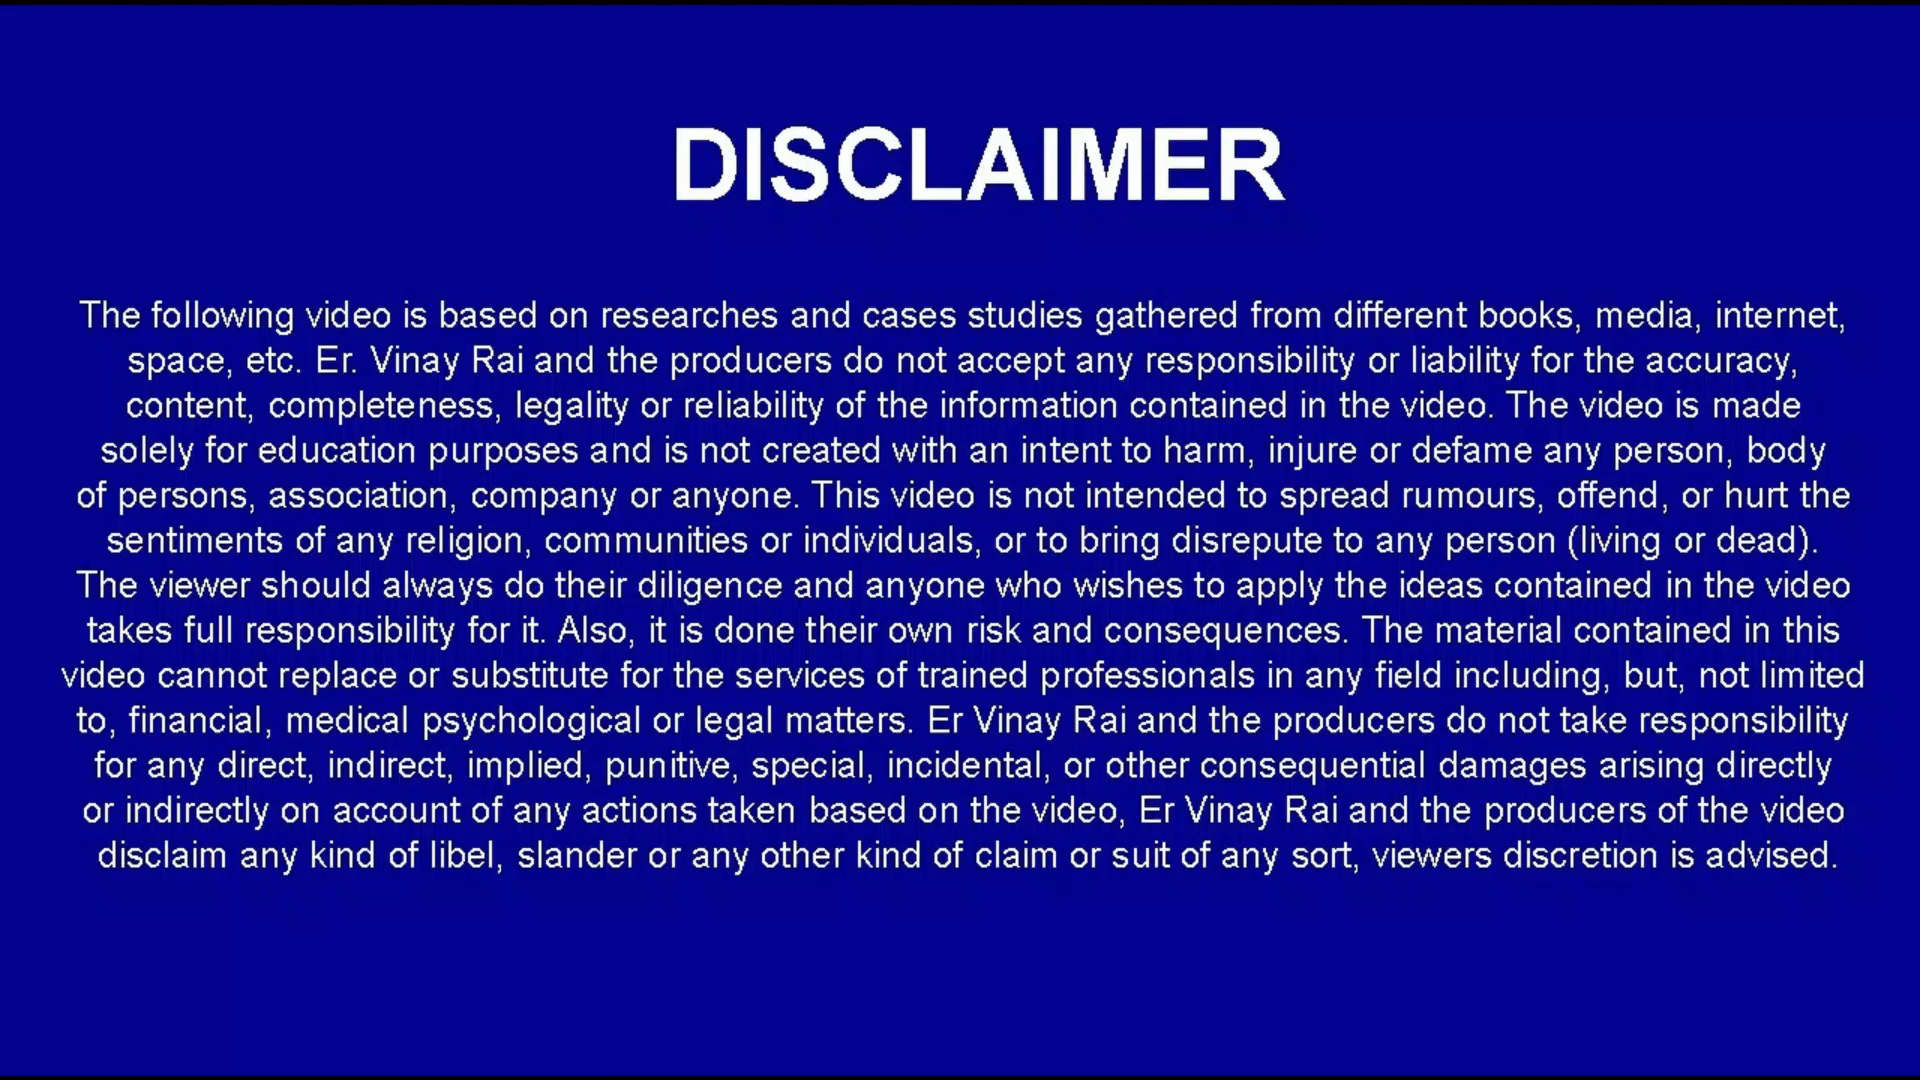 DISCLAIMER
The following video is based on researches and cases studies gathered from different books, media, internet,
space, etc. Er. Vinay Rai and the producers do not accept any responsibility or liability for the accuracy,
content, completeness, legality or reliability of the information contained in the video. The video is made
solely for education purposes and is not created with an intent to harm, injure or defame any person, body
of persons, association, company or anyone. This video is not intended to spread rumours, offend, or hurt the
sentiments of any religion, communities or individuals, or to bring disrepute to any person (living or dead).
The viewer should always do their diligence and anyone who wishes to apply the ideas contained in the video
takes full responsibility for it. Also, it is done their own risk and consequences. The material contained in this
video cannot replace or substitute for the services of trained professionals in any field including, but, not limited
to, financial, medical psychological or legal matters. Er Vinay Rai and the producers do not take responsibility
for any direct, indirect, implied, punitive, special, incidental, or other consequential damages arising directly
or indirectly on account of any actions taken based on the video, Er Vinay Rai and the producers of the video
disclaim any kind of libel, slander or any other kind of claim or suit of any sort, viewers discretion is advised.